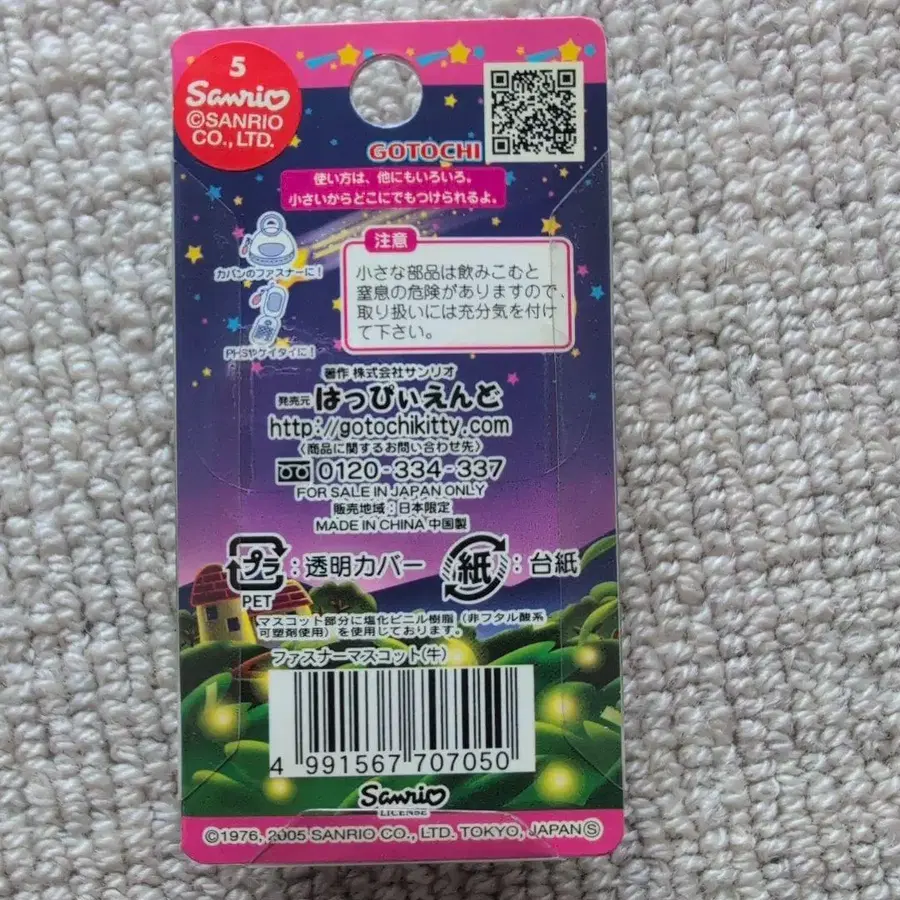 5
Sanrio
©SANRIO
CO., LTD.
GOTOCHI
使い方は、他にもいろいろ。
小さいからどこにでもつけられるよ。
注意
小さな部品は飲みこむと
窒息の危険がありますので、
取り扱いには充分気を付け
て下さい。
カバンのファスナーに!
PHSやケイタイに!
著作 株式会社サンリオ
発売元 はっぴぃえんど
http://gotochikitty.com
〈商品に関するお問い合わせ先〉
0120-334-337
FOR SALE IN JAPAN ONLY
販売地域:日本限定
MADE IN CHINA 中国製
プラ:透明カバー 紙:台紙
PET
マスコット部分に塩化ビニル樹脂(非フタル酸系
可塑剤使用)を使用しております。
ファスナーマスコット(牛)
4 991567 707050
Sanrio
LICENSE
©1976, 2005 SANRIO CO., LTD. TOKYO, JAPAN Ⓢ